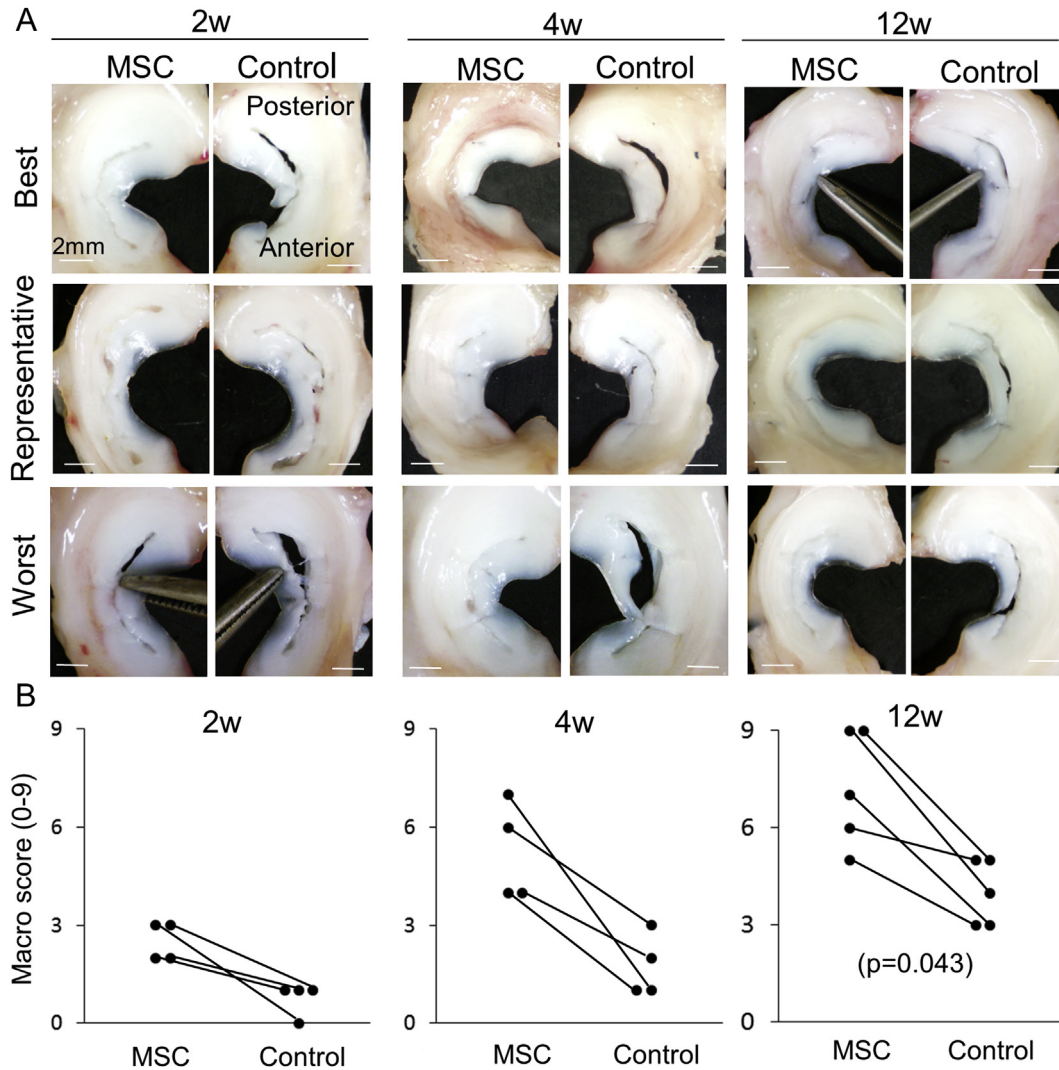 A
2w
4w
12w
MSC
Control
MSC
Control
MSC
Control
Best
Posterior
Anterior
2mm
Representative
Worst
B
2w
4w
12w
Macro score (0-9)
9
6
3
0
MSC
Control
9
6
3
0
MSC
Control
9
6
3
0
(p=0.043)
MSC
Control